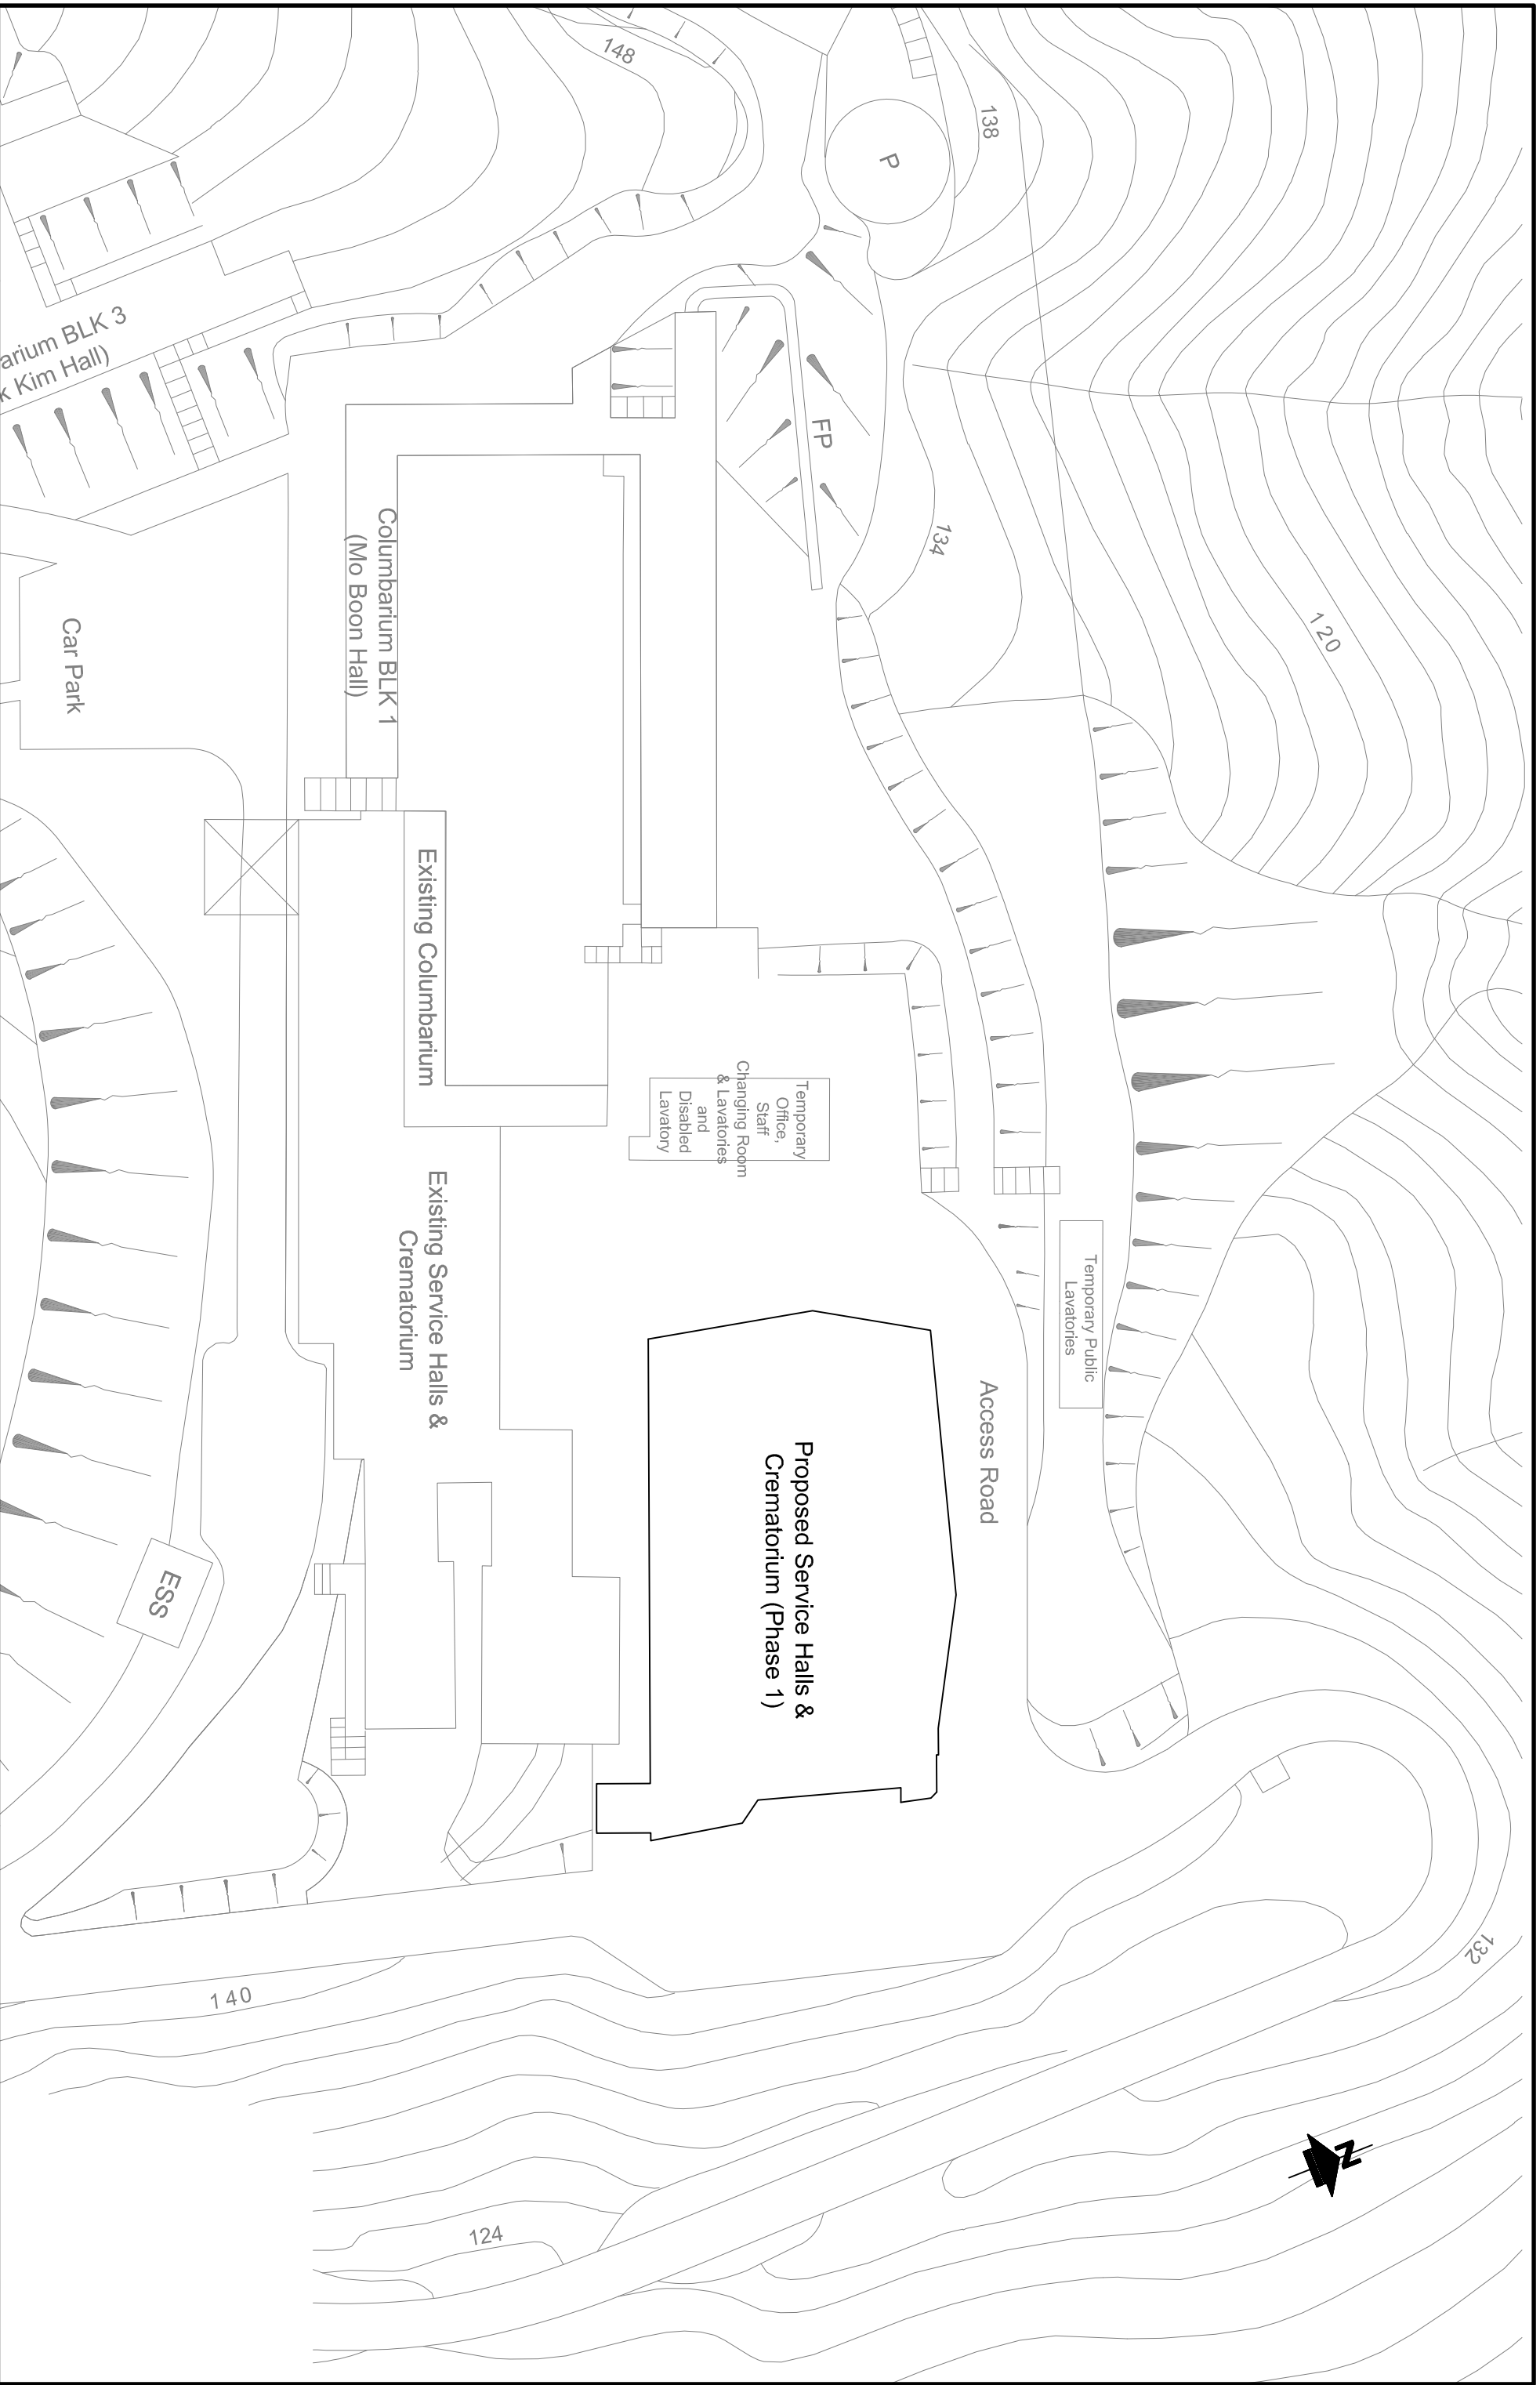 148
138
P
arium BLK 3
k Kim Hall)
FP
134
120
Columbarium BLK 1
(Mo Boon Hall)
Car Park
Existing Columbarium
Temporary
Office,
Staff
Changing Room
& Lavatories
and
Disabled
Lavatory
Existing Service Halls &
Crematorium
Temporary Public
Lavatories
Access Road
Proposed Service Halls &
Crematorium (Phase 1)
ESS
132
140
N
124